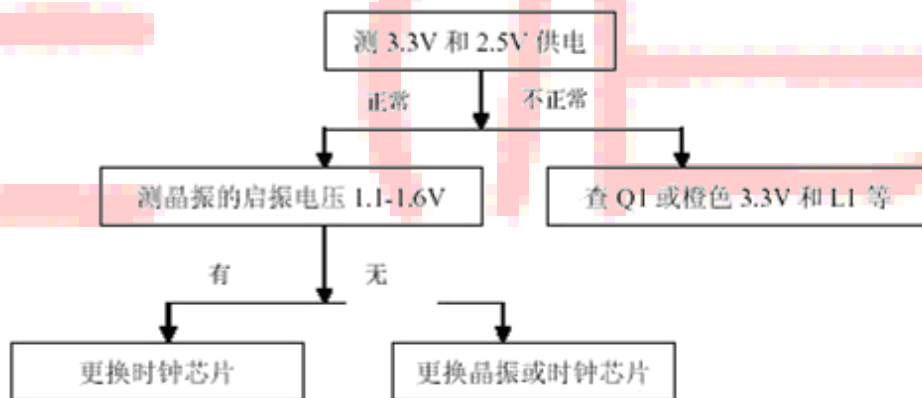 测 3.3V 和 2.5V 供电
正常
不正常
测晶振的启振电压 1.1-1.6V
查 Q1 或橙色 3.3V 和 L1 等
有
无
更换时钟芯片
更换晶振或时钟芯片